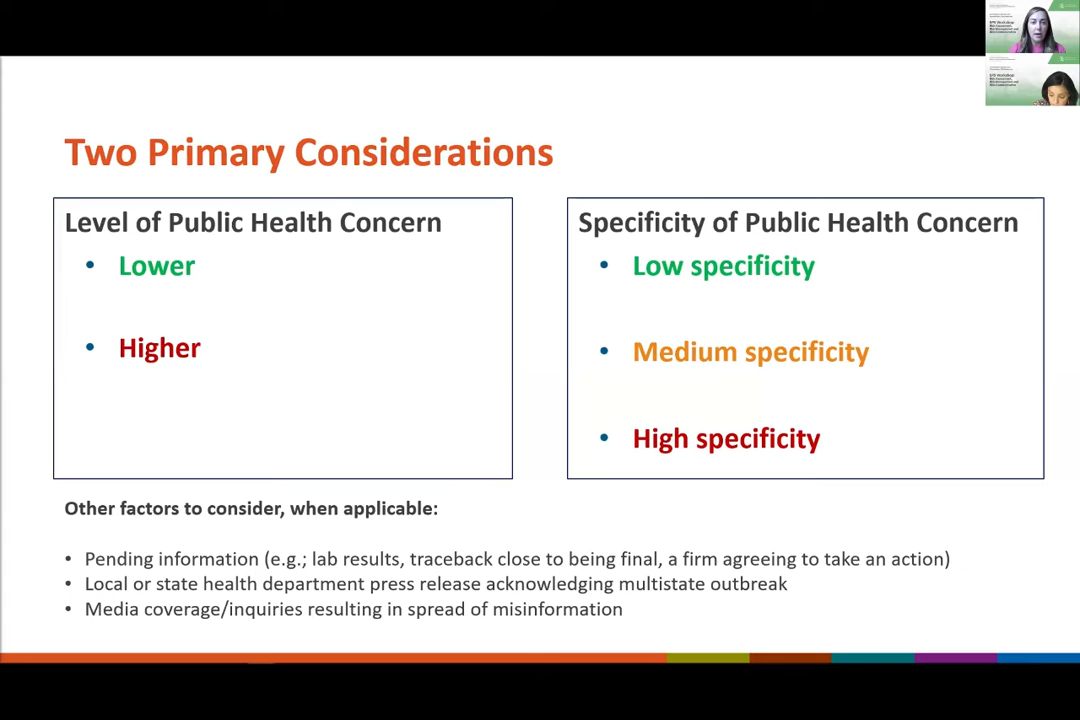 Two Primary Considerations
Level of Public Health Concern
• Lower
• Higher
Specificity of Public Health Concern
• Low specificity
• Medium specificity
• High specificity
Other factors to consider, when applicable:
• Pending information (e.g.; lab results, traceback close to being final, a firm agreeing to take an action)
• Local or state health department press release acknowledging multistate outbreak
• Media coverage/inquiries resulting in spread of misinformation